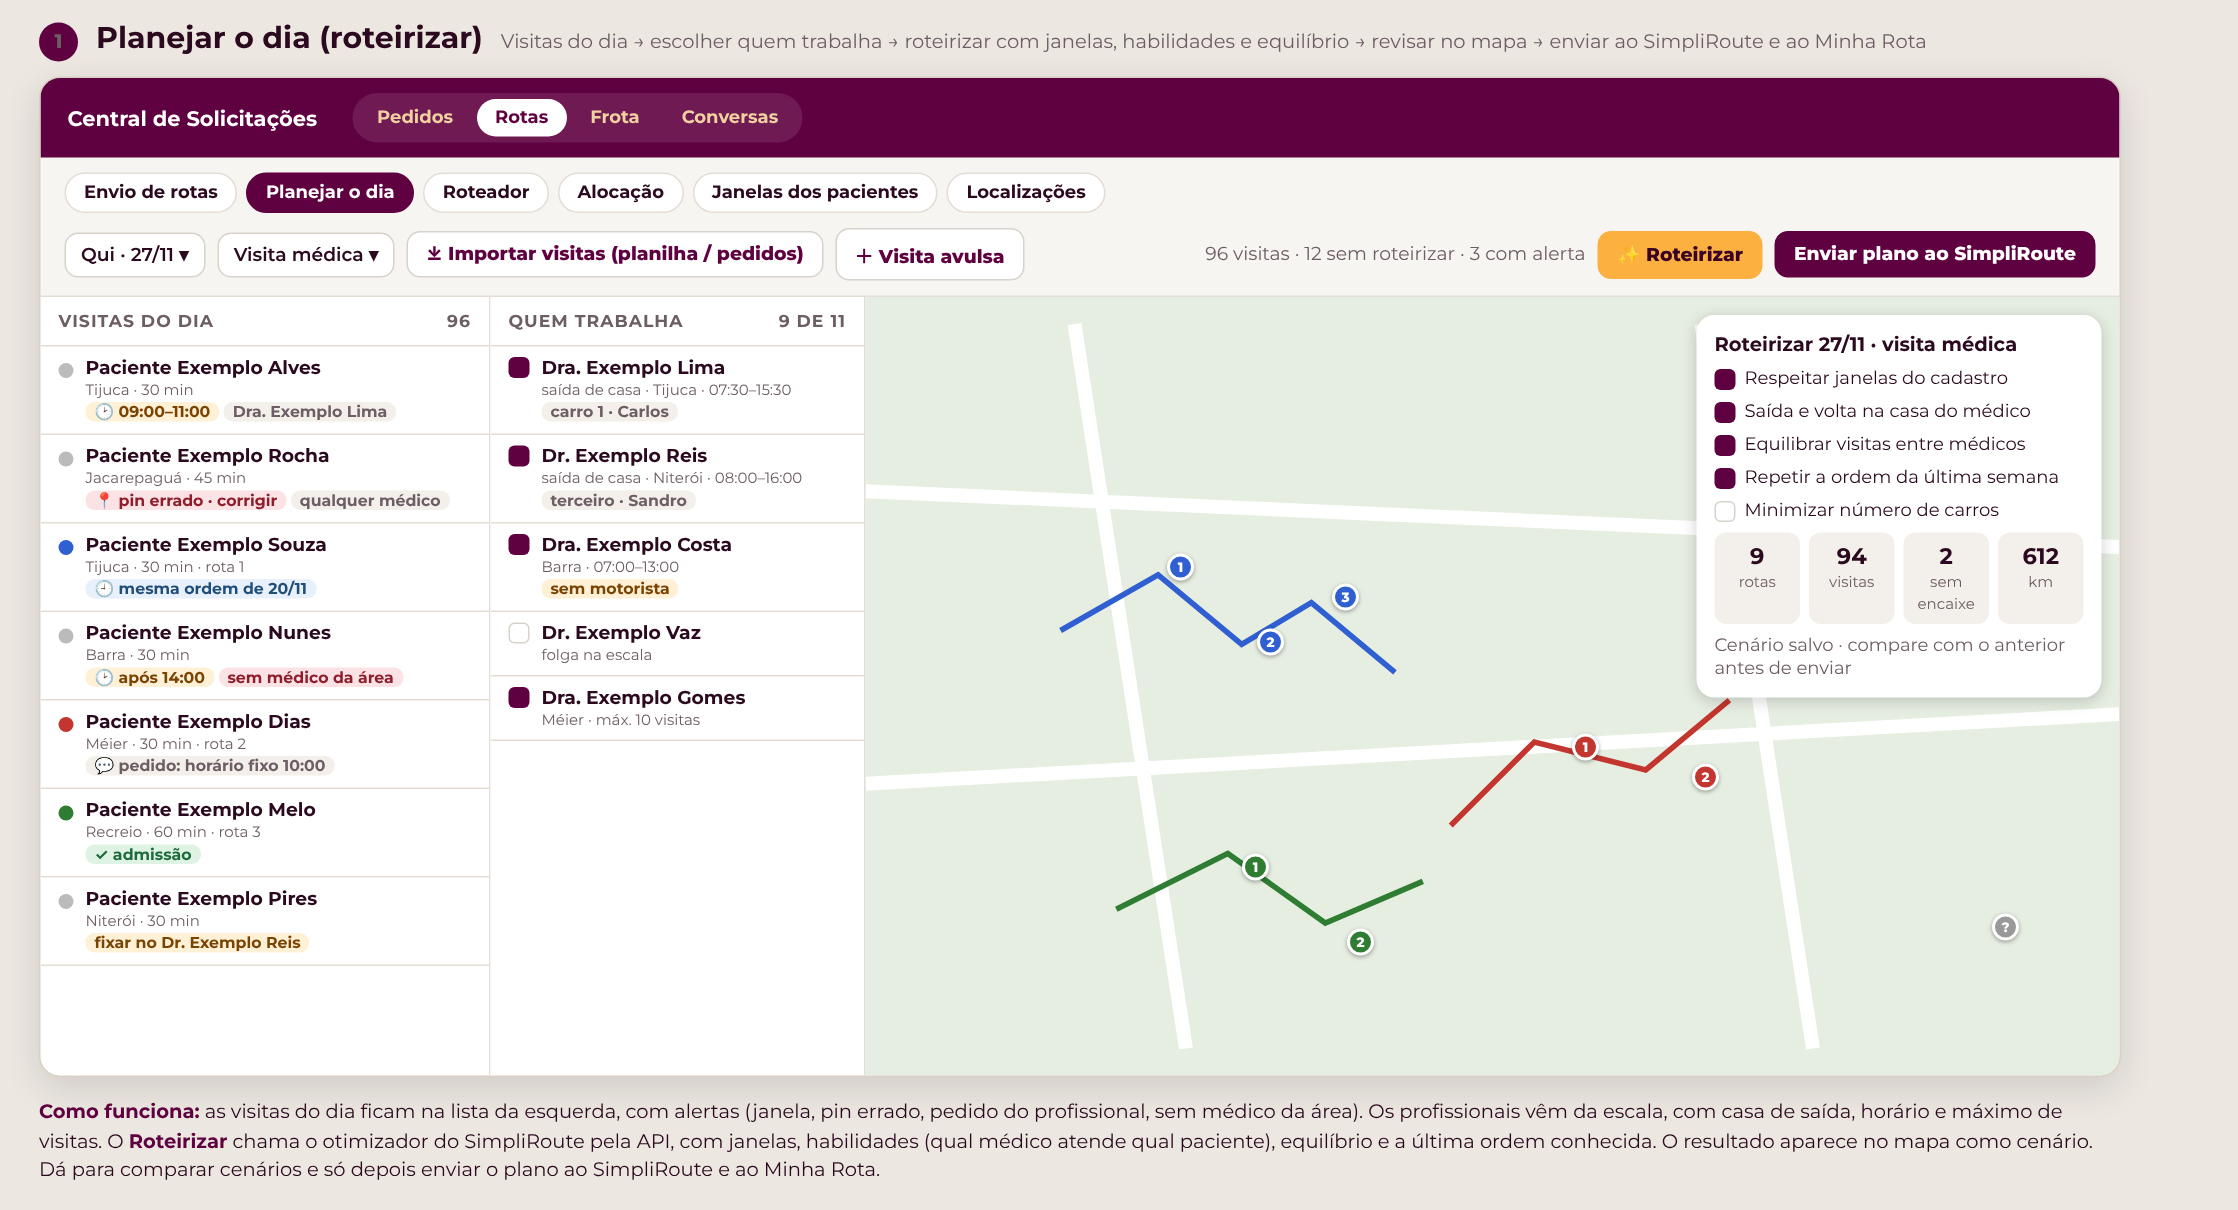 1 Planejar o dia (roteirizar) Visitas do dia → escolher quem trabalha → roteirizar com janelas, habilidades e equilíbrio → revisar no mapa → enviar ao SimpliRoute e ao Minha Rota
Central de Solicitações Pedidos Rotas Frota Conversas
Envio de rotas Planejar o dia Roteador Alocação Janelas dos pacientes Localizações
Qui · 27/11 ▾ Visita médica ▾ Importar visitas (planilha / pedidos) + Visita avulsa 96 visitas · 12 sem roteirizar · 3 com alerta ✨ Roteirizar Enviar plano ao SimpliRoute
VISITAS DO DIA 96
Paciente Exemplo Alves
Tijuca · 30 min
🕑 09:00–11:00 Dra. Exemplo Lima
Paciente Exemplo Rocha
Jacarepaguá · 45 min
📍 pin errado · corrigir qualquer médico
Paciente Exemplo Souza
Tijuca · 30 min · rota 1
🕘 mesma ordem de 20/11
Paciente Exemplo Nunes
Barra · 30 min
🕑 após 14:00 sem médico da área
Paciente Exemplo Dias
Méier · 30 min · rota 2
💬 pedido: horário fixo 10:00
Paciente Exemplo Melo
Recreio · 60 min · rota 3
✓ admissão
Paciente Exemplo Pires
Niterói · 30 min
fixar no Dr. Exemplo Reis
QUEM TRABALHA 9 DE 11
Dra. Exemplo Lima
saída de casa · Tijuca · 07:30–15:30
carro 1 · Carlos
Dr. Exemplo Reis
saída de casa · Niterói · 08:00–16:00
terceiro · Sandro
Dra. Exemplo Costa
Barra · 07:00–13:00
sem motorista
Dr. Exemplo Vaz
folga na escala
Dra. Exemplo Gomes
Méier · máx. 10 visitas
1
3
2
1
2
1
2
?
Roteirizar 27/11 · visita médica
Respeitar janelas do cadastro
Saída e volta na casa do médico
Equilibrar visitas entre médicos
Repetir a ordem da última semana
Minimizar número de carros
9 94 2 612
rotas visitas sem km
encaixe
Cenário salvo · compare com o anterior
antes de enviar
Como funciona: as visitas do dia ficam na lista da esquerda, com alertas (janela, pin errado, pedido do profissional, sem médico da área). Os profissionais vêm da escala, com casa de saída, horário e máximo de
visitas. O Roteirizar chama o otimizador do SimpliRoute pela API, com janelas, habilidades (qual médico atende qual paciente), equilíbrio e a última ordem conhecida. O resultado aparece no mapa como cenário.
Dá para comparar cenários e só depois enviar o plano ao SimpliRoute e ao Minha Rota.